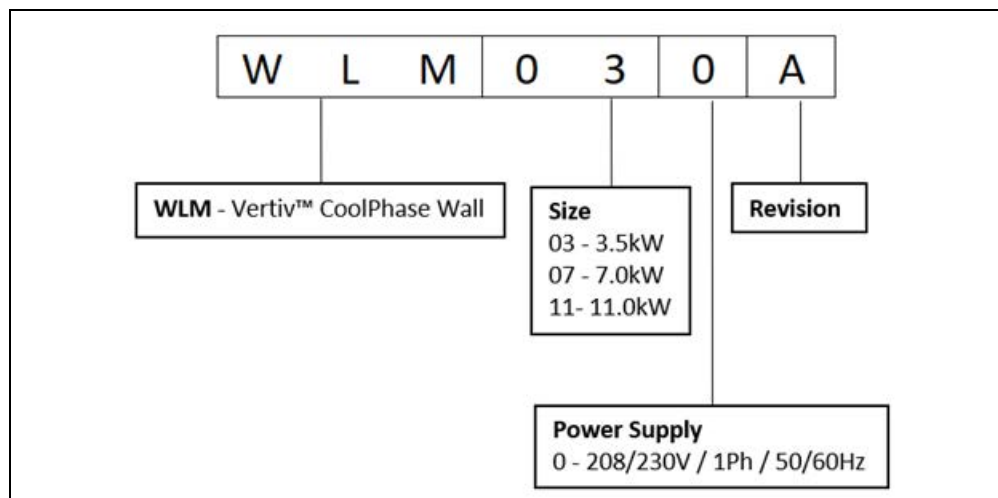 W L M 0 3 0 A
WLM - Vertiv™ CoolPhase Wall
Size
03 - 3.5kW
07 - 7.0kW
11- 11.0kW
Revision
Power Supply
0 - 208/230V / 1Ph / 50/60Hz